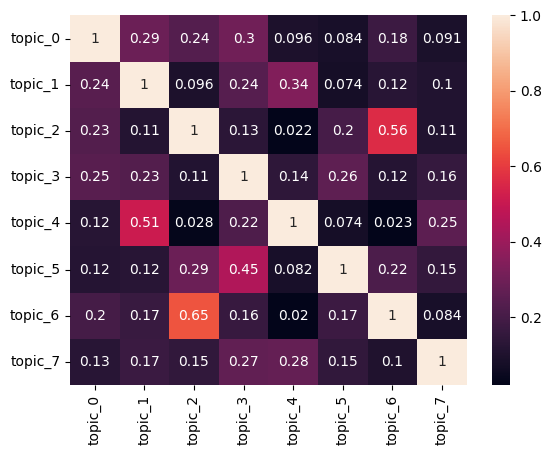 topic_0 1 0.29 0.24 0.3 0.096 0.084 0.18 0.091
topic_1 0.24 1 0.096 0.24 0.34 0.074 0.12 0.1
topic_2 0.23 0.11 1 0.13 0.022 0.2 0.56 0.11
topic_3 0.25 0.23 0.11 1 0.14 0.26 0.12 0.16
topic_4 0.12 0.51 0.028 0.22 1 0.074 0.023 0.25
topic_5 0.12 0.12 0.29 0.45 0.082 1 0.22 0.15
topic_6 0.2 0.17 0.65 0.16 0.02 0.17 1 0.084
topic_7 0.13 0.17 0.15 0.27 0.28 0.15 0.1 1
topic_0 topic_1 topic_2 topic_3 topic_4 topic_5 topic_6 topic_7
1.0
0.8
0.6
0.4
0.2